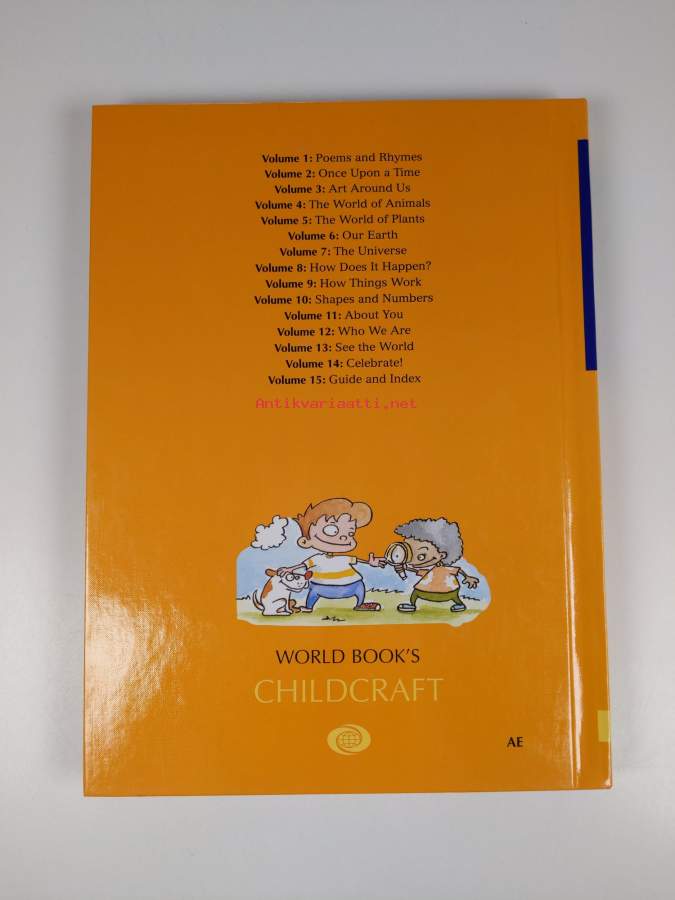 Volume 1: Poems and Rhymes
Volume 2: Once Upon a Time
Volume 3: Art Around Us
Volume 4: The World of Animals
Volume 5: The World of Plants
Volume 6: Our Earth
Volume 7: The Universe
Volume 8: How Does It Happen?
Volume 9: How Things Work
Volume 10: Shapes and Numbers
Volume 11: About You
Volume 12: Who We Are
Volume 13: See the World
Volume 14: Celebrate!
Volume 15: Guide and Index
Antikvariaatti.net
WORLD BOOK'S
CHILDCRAFT
AE